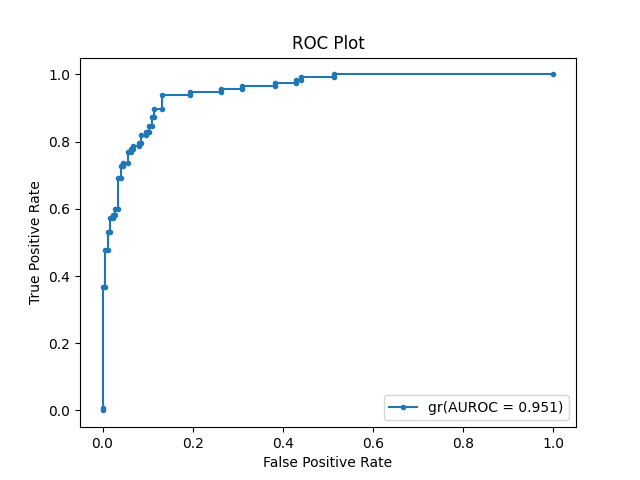 ROC Plot
True Positive Rate
1.0
0.8
0.6
0.4
0.2
0.0
gr(AUROC = 0.951)
0.0 0.2 0.4 0.6 0.8 1.0
False Positive Rate